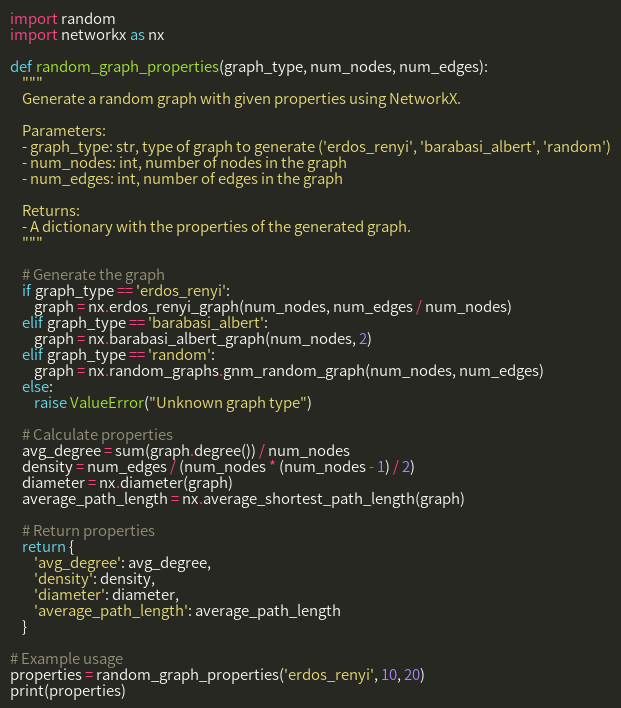 import random
import networkx as nx

def random_graph_properties(graph_type, num_nodes, num_edges):
    """
    Generate a random graph with given properties using NetworkX.

    Parameters:
    - graph_type: str, type of graph to generate ('erdos_renyi', 'barabasi_albert', 'random')
    - num_nodes: int, number of nodes in the graph
    - num_edges: int, number of edges in the graph

    Returns:
    - A dictionary with the properties of the generated graph.
    """

    # Generate the graph
    if graph_type == 'erdos_renyi':
        graph = nx.erdos_renyi_graph(num_nodes, num_edges / num_nodes)
    elif graph_type == 'barabasi_albert':
        graph = nx.barabasi_albert_graph(num_nodes, 2)
    elif graph_type == 'random':
        graph = nx.random_graphs.gnm_random_graph(num_nodes, num_edges)
    else:
        raise ValueError("Unknown graph type")

    # Calculate properties
    avg_degree = sum(graph.degree()) / num_nodes
    density = num_edges / (num_nodes * (num_nodes - 1) / 2)
    diameter = nx.diameter(graph)
    average_path_length = nx.average_shortest_path_length(graph)

    # Return properties
    return {
        'avg_degree': avg_degree,
        'density': density,
        'diameter': diameter,
        'average_path_length': average_path_length
    }

# Example usage
properties = random_graph_properties('erdos_renyi', 10, 20)
print(properties)